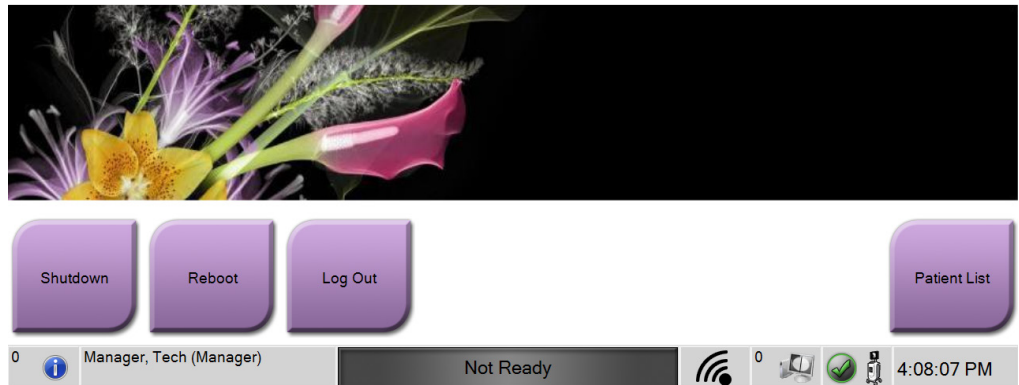 Shutdown
Reboot
Log Out
Patient List
0
Manager, Tech (Manager)
Not Ready
0
4:08:07 PM